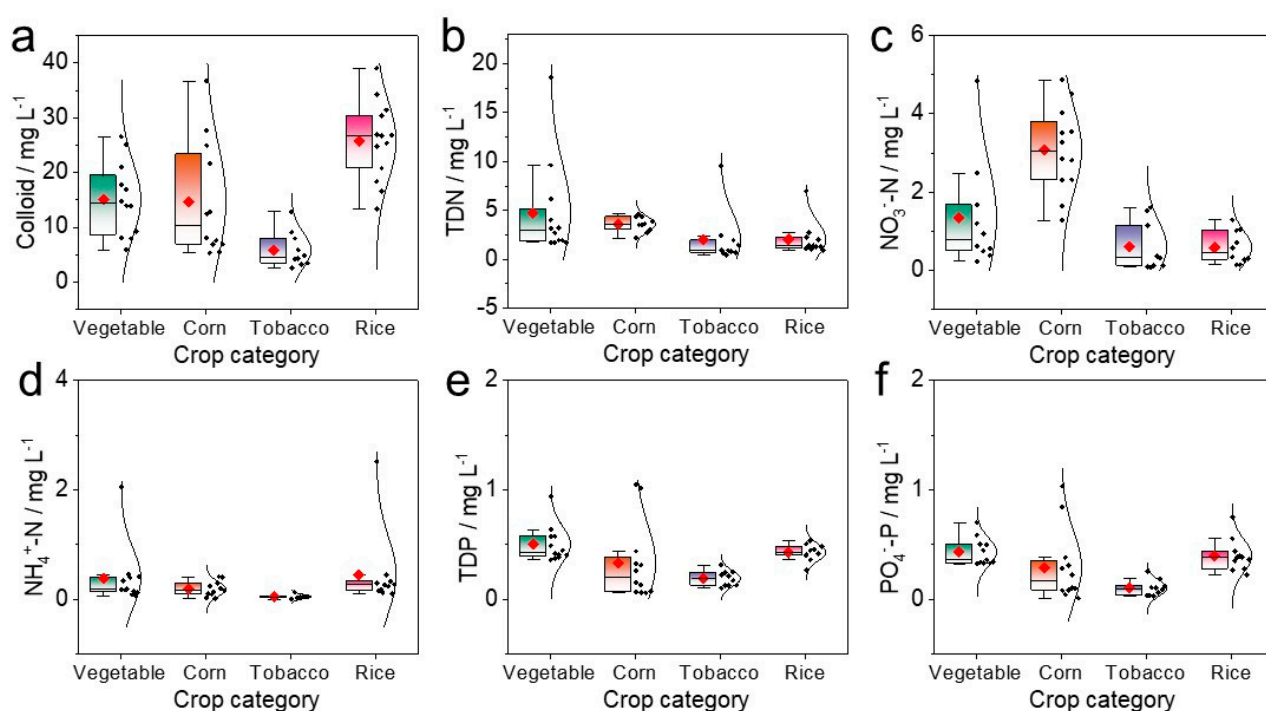 a
Colloid / mg L⁻¹
40
30
20
10
0
Vegetable Corn Tobacco Rice
Crop category
b
TDN / mg L⁻¹
20
15
10
5
0
-5
Vegetable Corn Tobacco Rice
Crop category
c
NO₃⁻-N / mg L⁻¹
6
4
2
0
Vegetable Corn Tobacco Rice
Crop category
d
NH₄⁺-N / mg L⁻¹
4
2
0
Vegetable Corn Tobacco Rice
Crop category
e
TDP / mg L⁻¹
2
1
0
Vegetable Corn Tobacco Rice
Crop category
f
PO₄⁻-P / mg L⁻¹
2
1
0
Vegetable Corn Tobacco Rice
Crop category